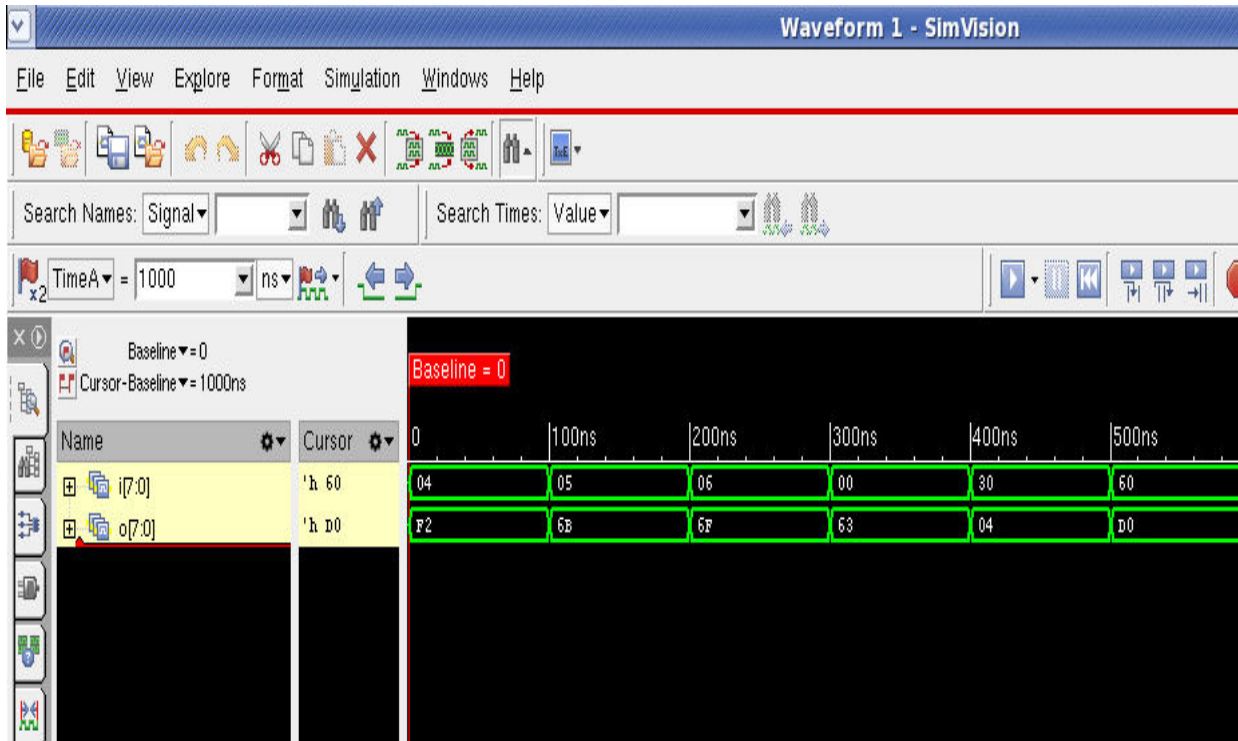 Waveform 1 - SimVision
File Edit View Explore Format Simulation Windows Help
Search Names: Signal Search Times: Value
x2 TimeA = 1000 ns
Baseline = 0
Cursor-Baseline = 1000ns
Baseline = 0
Name Cursor 0 100ns 200ns 300ns 400ns 500ns
i[7:0] 'h 60 04 05 06 00 30 60
o[7:0] 'h D0 F2 6B 6F 63 04 D0